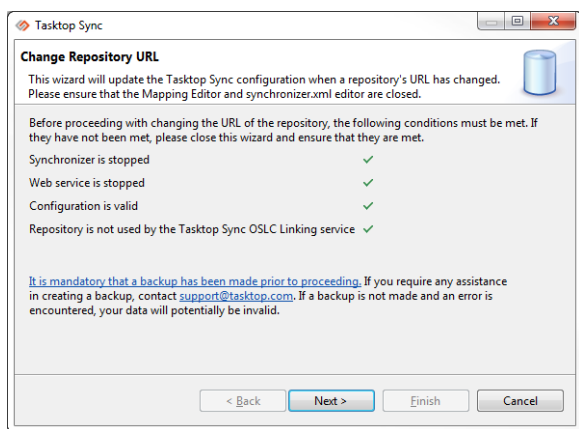 Tasktop Sync
Change Repository URL
This wizard will update the Tasktop Sync configuration when a repository's URL has changed.
Please ensure that the Mapping Editor and synchronizer.xml editor are closed.
Before proceeding with changing the URL of the repository, the following conditions must be met. If
they have not been met, please close this wizard and ensure that they are met.
Synchronizer is stopped ✓
Web service is stopped ✓
Configuration is valid ✓
Repository is not used by the Tasktop Sync OSLC Linking service ✓
It is mandatory that a backup has been made prior to proceeding. If you require any assistance
in creating a backup, contact support@tasktop.com. If a backup is not made and an error is
encountered, your data will potentially be invalid.
< Back Next > Finish Cancel